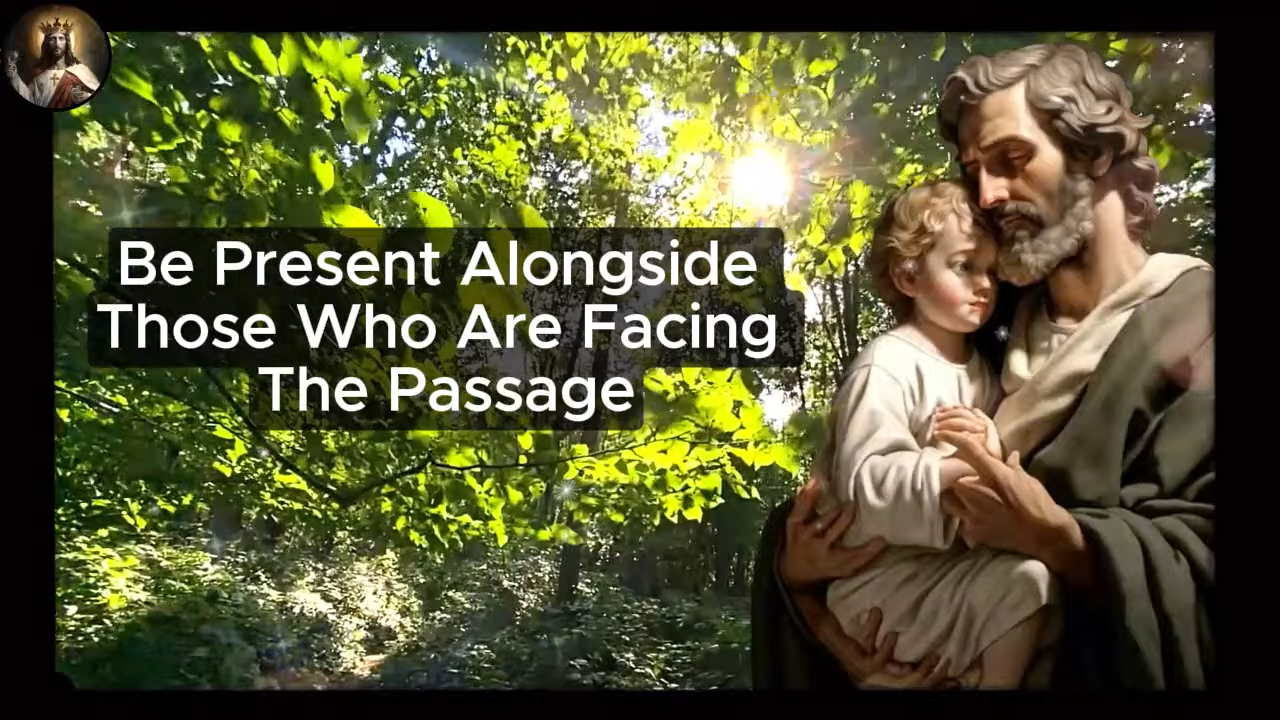 Be Present Alongside
Those Who Are Facing
The Passage